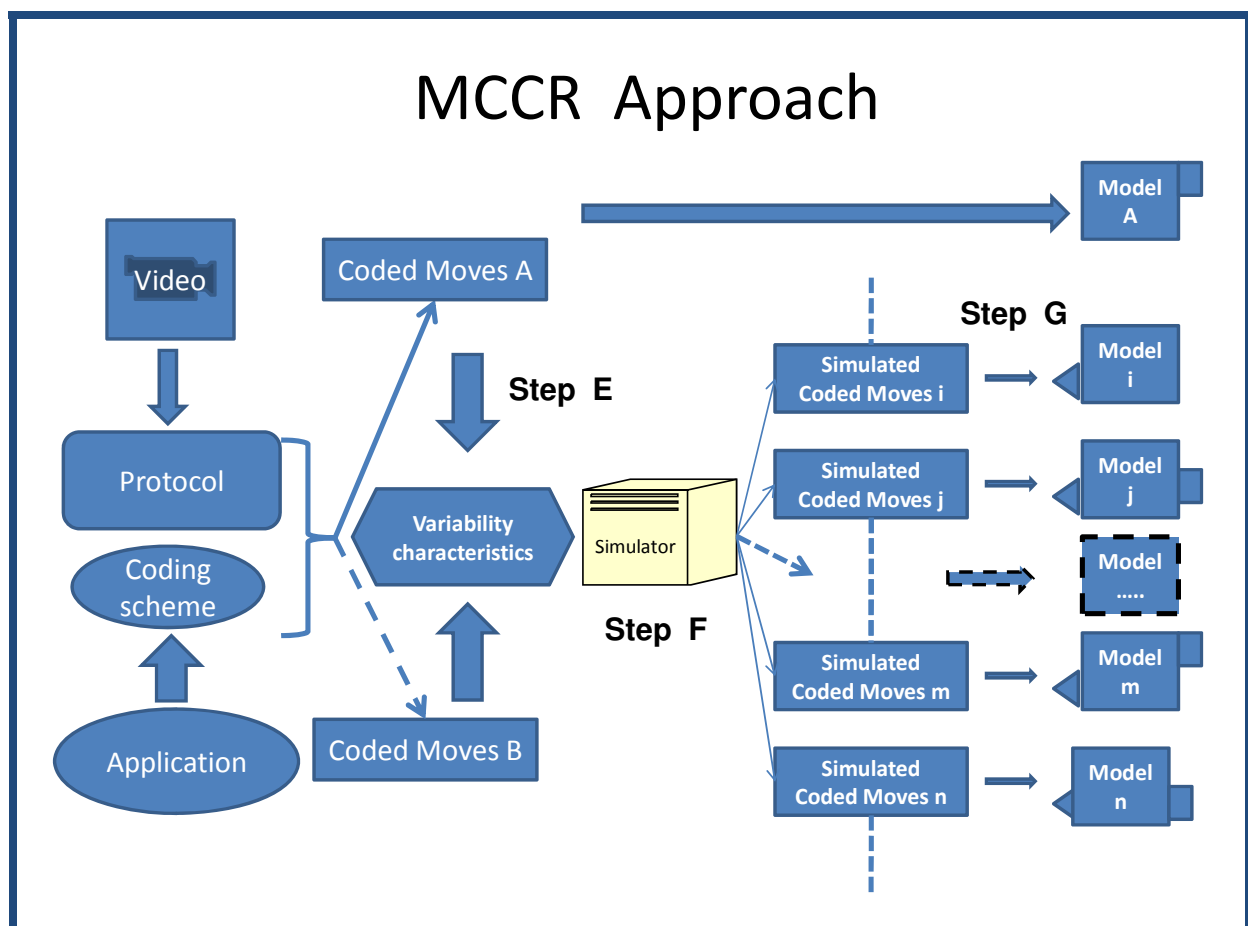 MCCR Approach
Video
Protocol
Coding
scheme
Application
Coded Moves A
Step E
Variability
characteristics
Coded Moves B
Simulator
Step F
Simulated
Coded Moves i
Simulated
Coded Moves j
Simulated
Coded Moves m
Simulated
Coded Moves n
Step G
Model
A
Model
i
Model
j
Model
.....
Model
m
Model
n